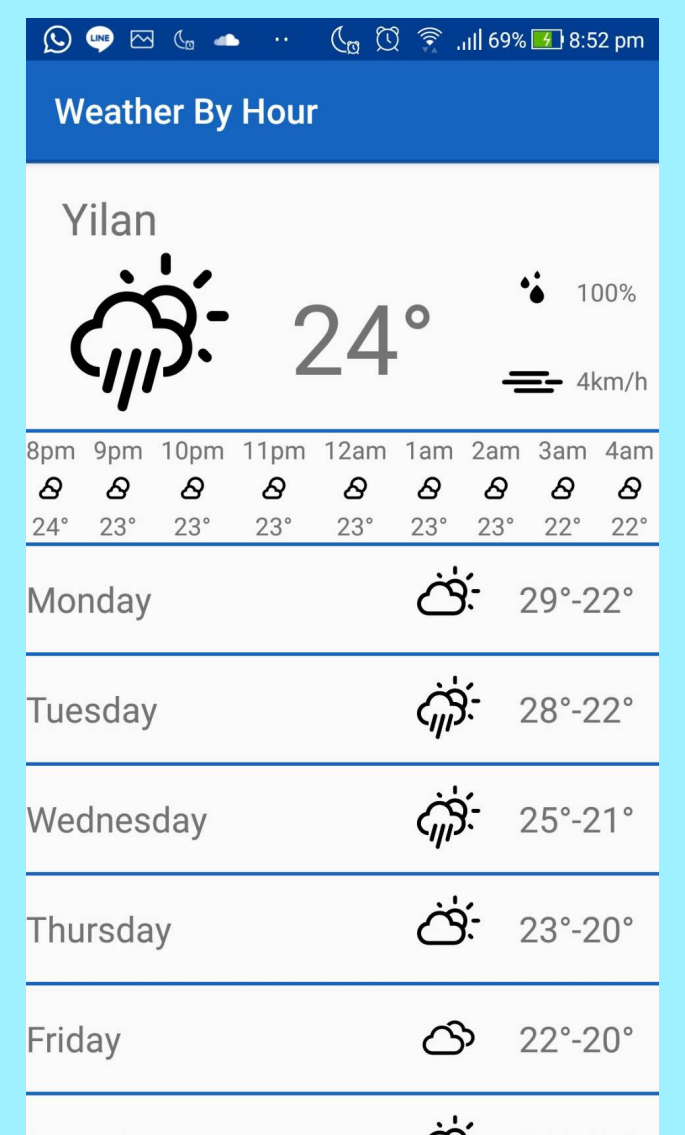 LINE 69% 8:52 pm
Weather By Hour
Yilan
24°
100%
4km/h
8pm 9pm 10pm 11pm 12am 1am 2am 3am 4am
24° 23° 23° 23° 23° 23° 23° 22° 22°
Monday 29°-22°
Tuesday 28°-22°
Wednesday 25°-21°
Thursday 23°-20°
Friday 22°-20°